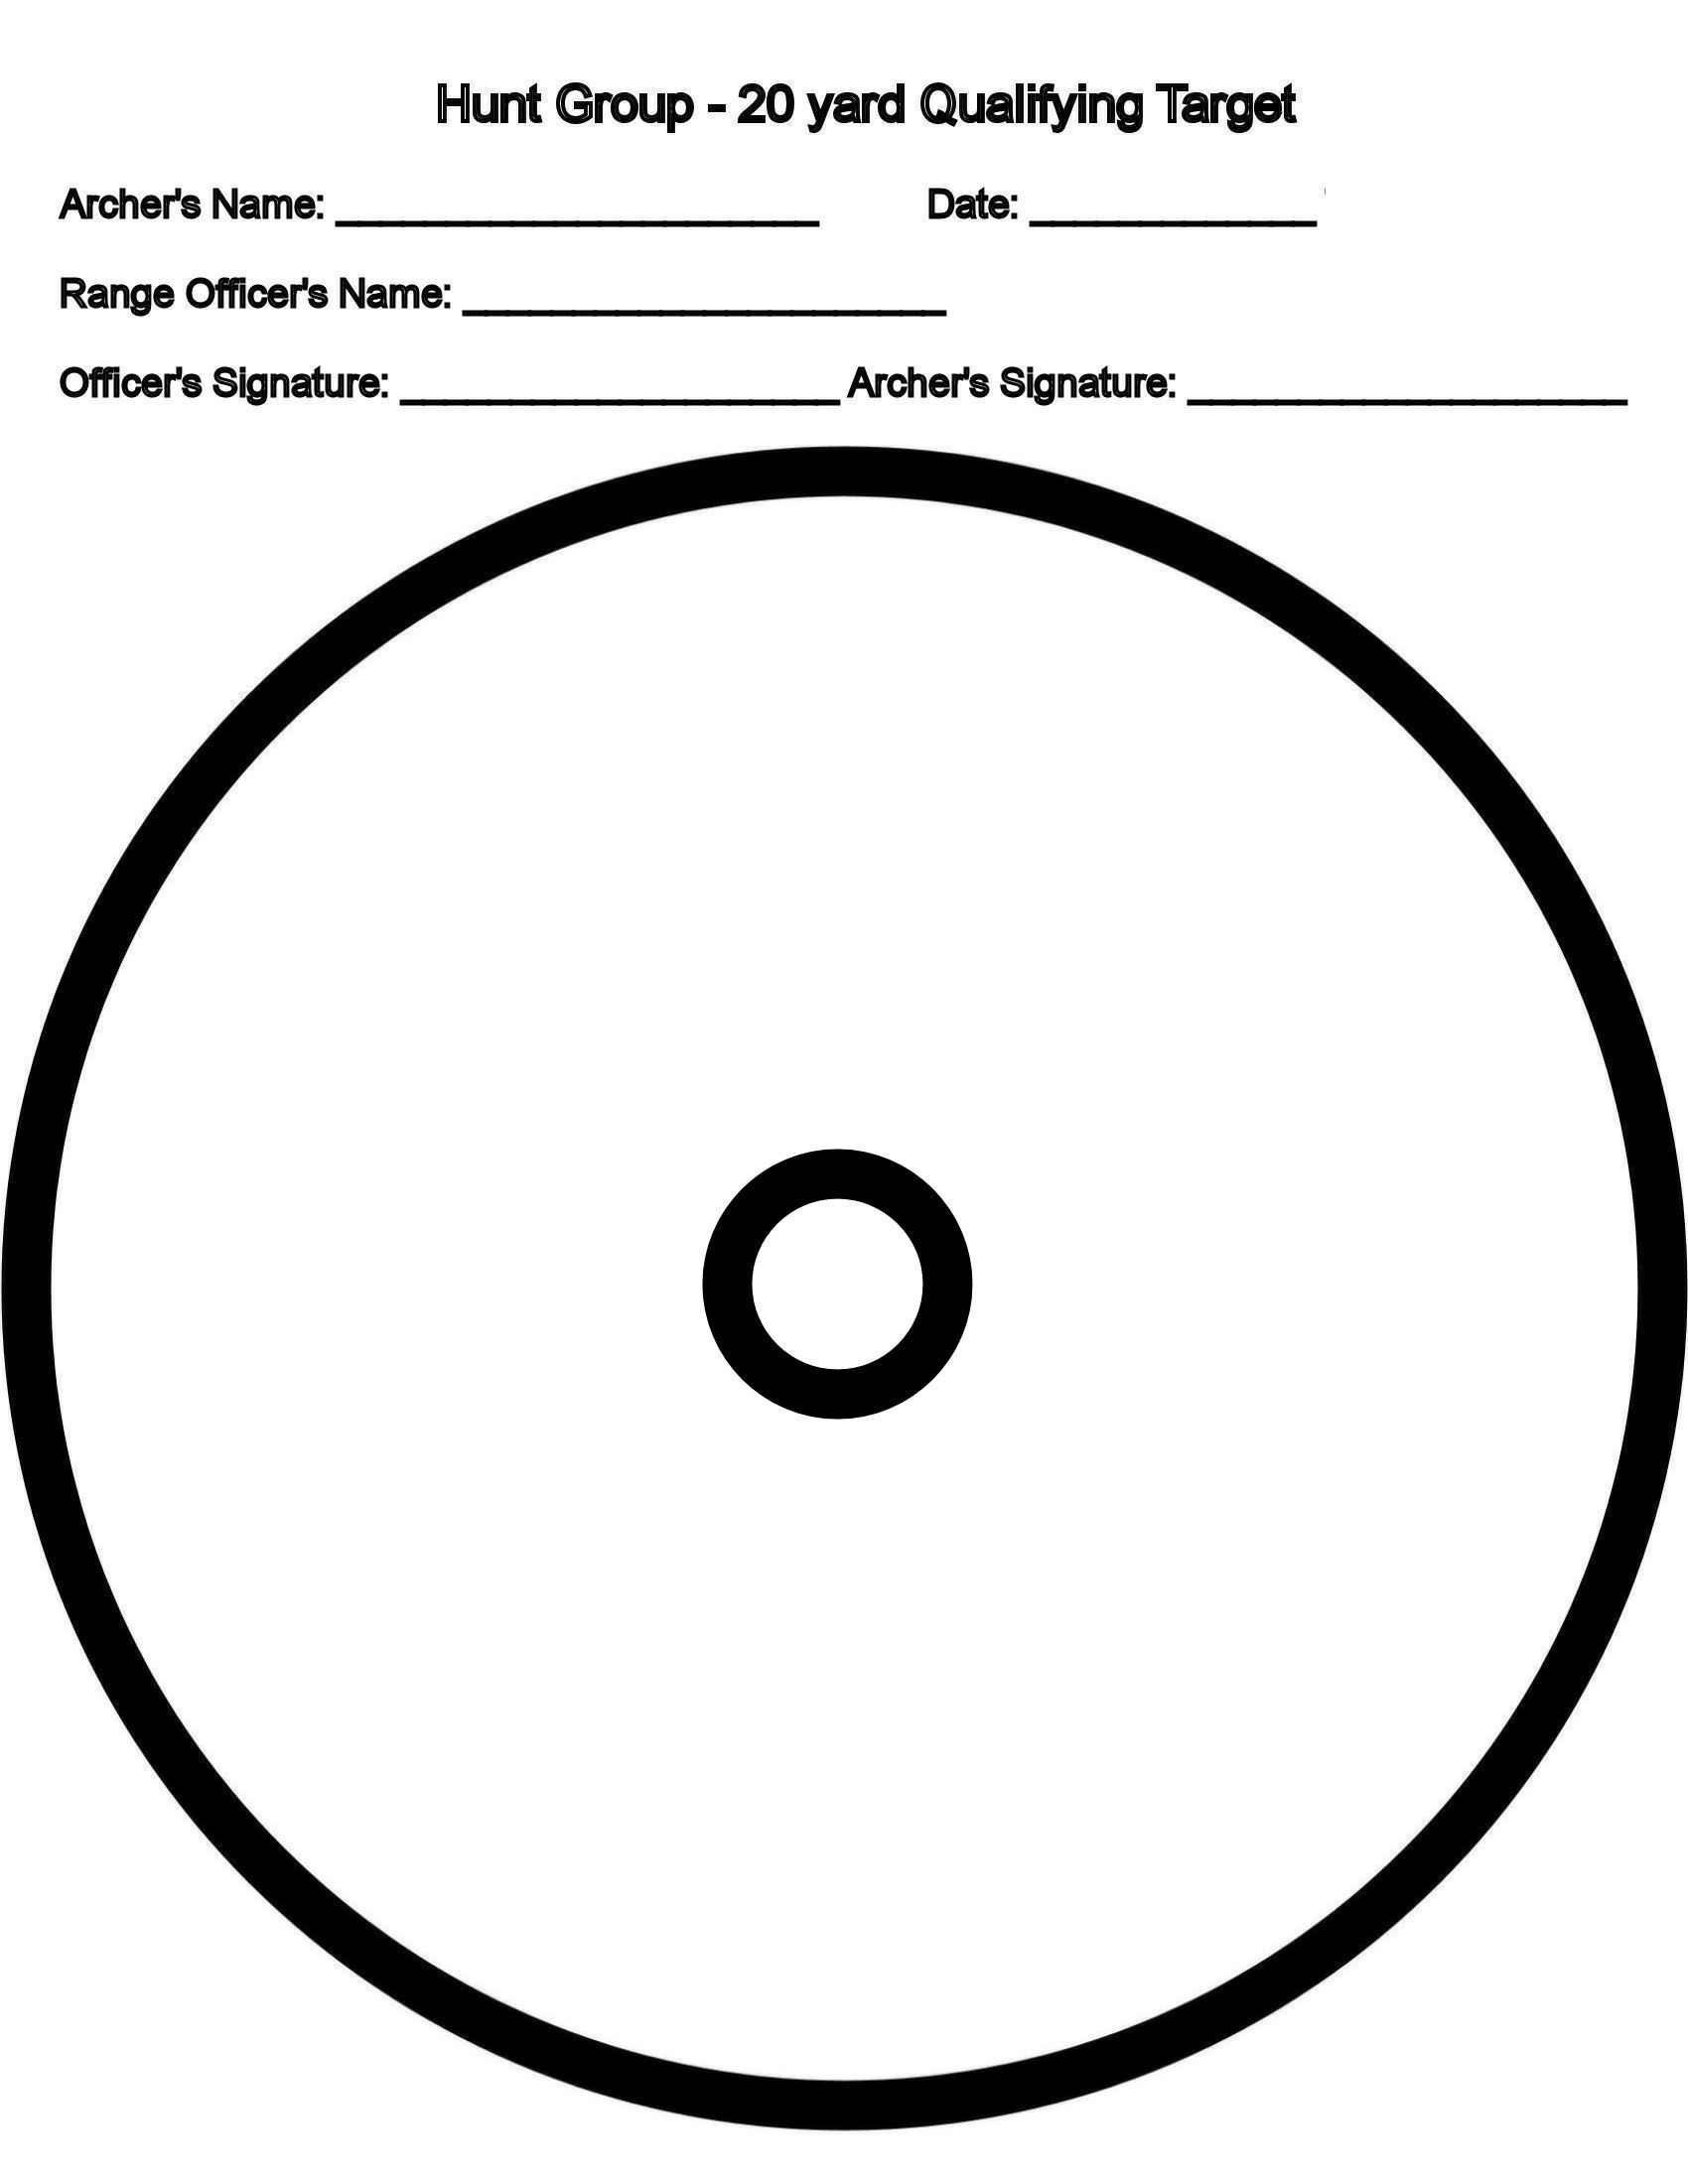 Hunt Group - 20 yard Qualifying Target
Archer's Name: ______________________ Date: _____________
Range Officer's Name: ______________________
Officer's Signature: ____________________ Archer's Signature: ____________________